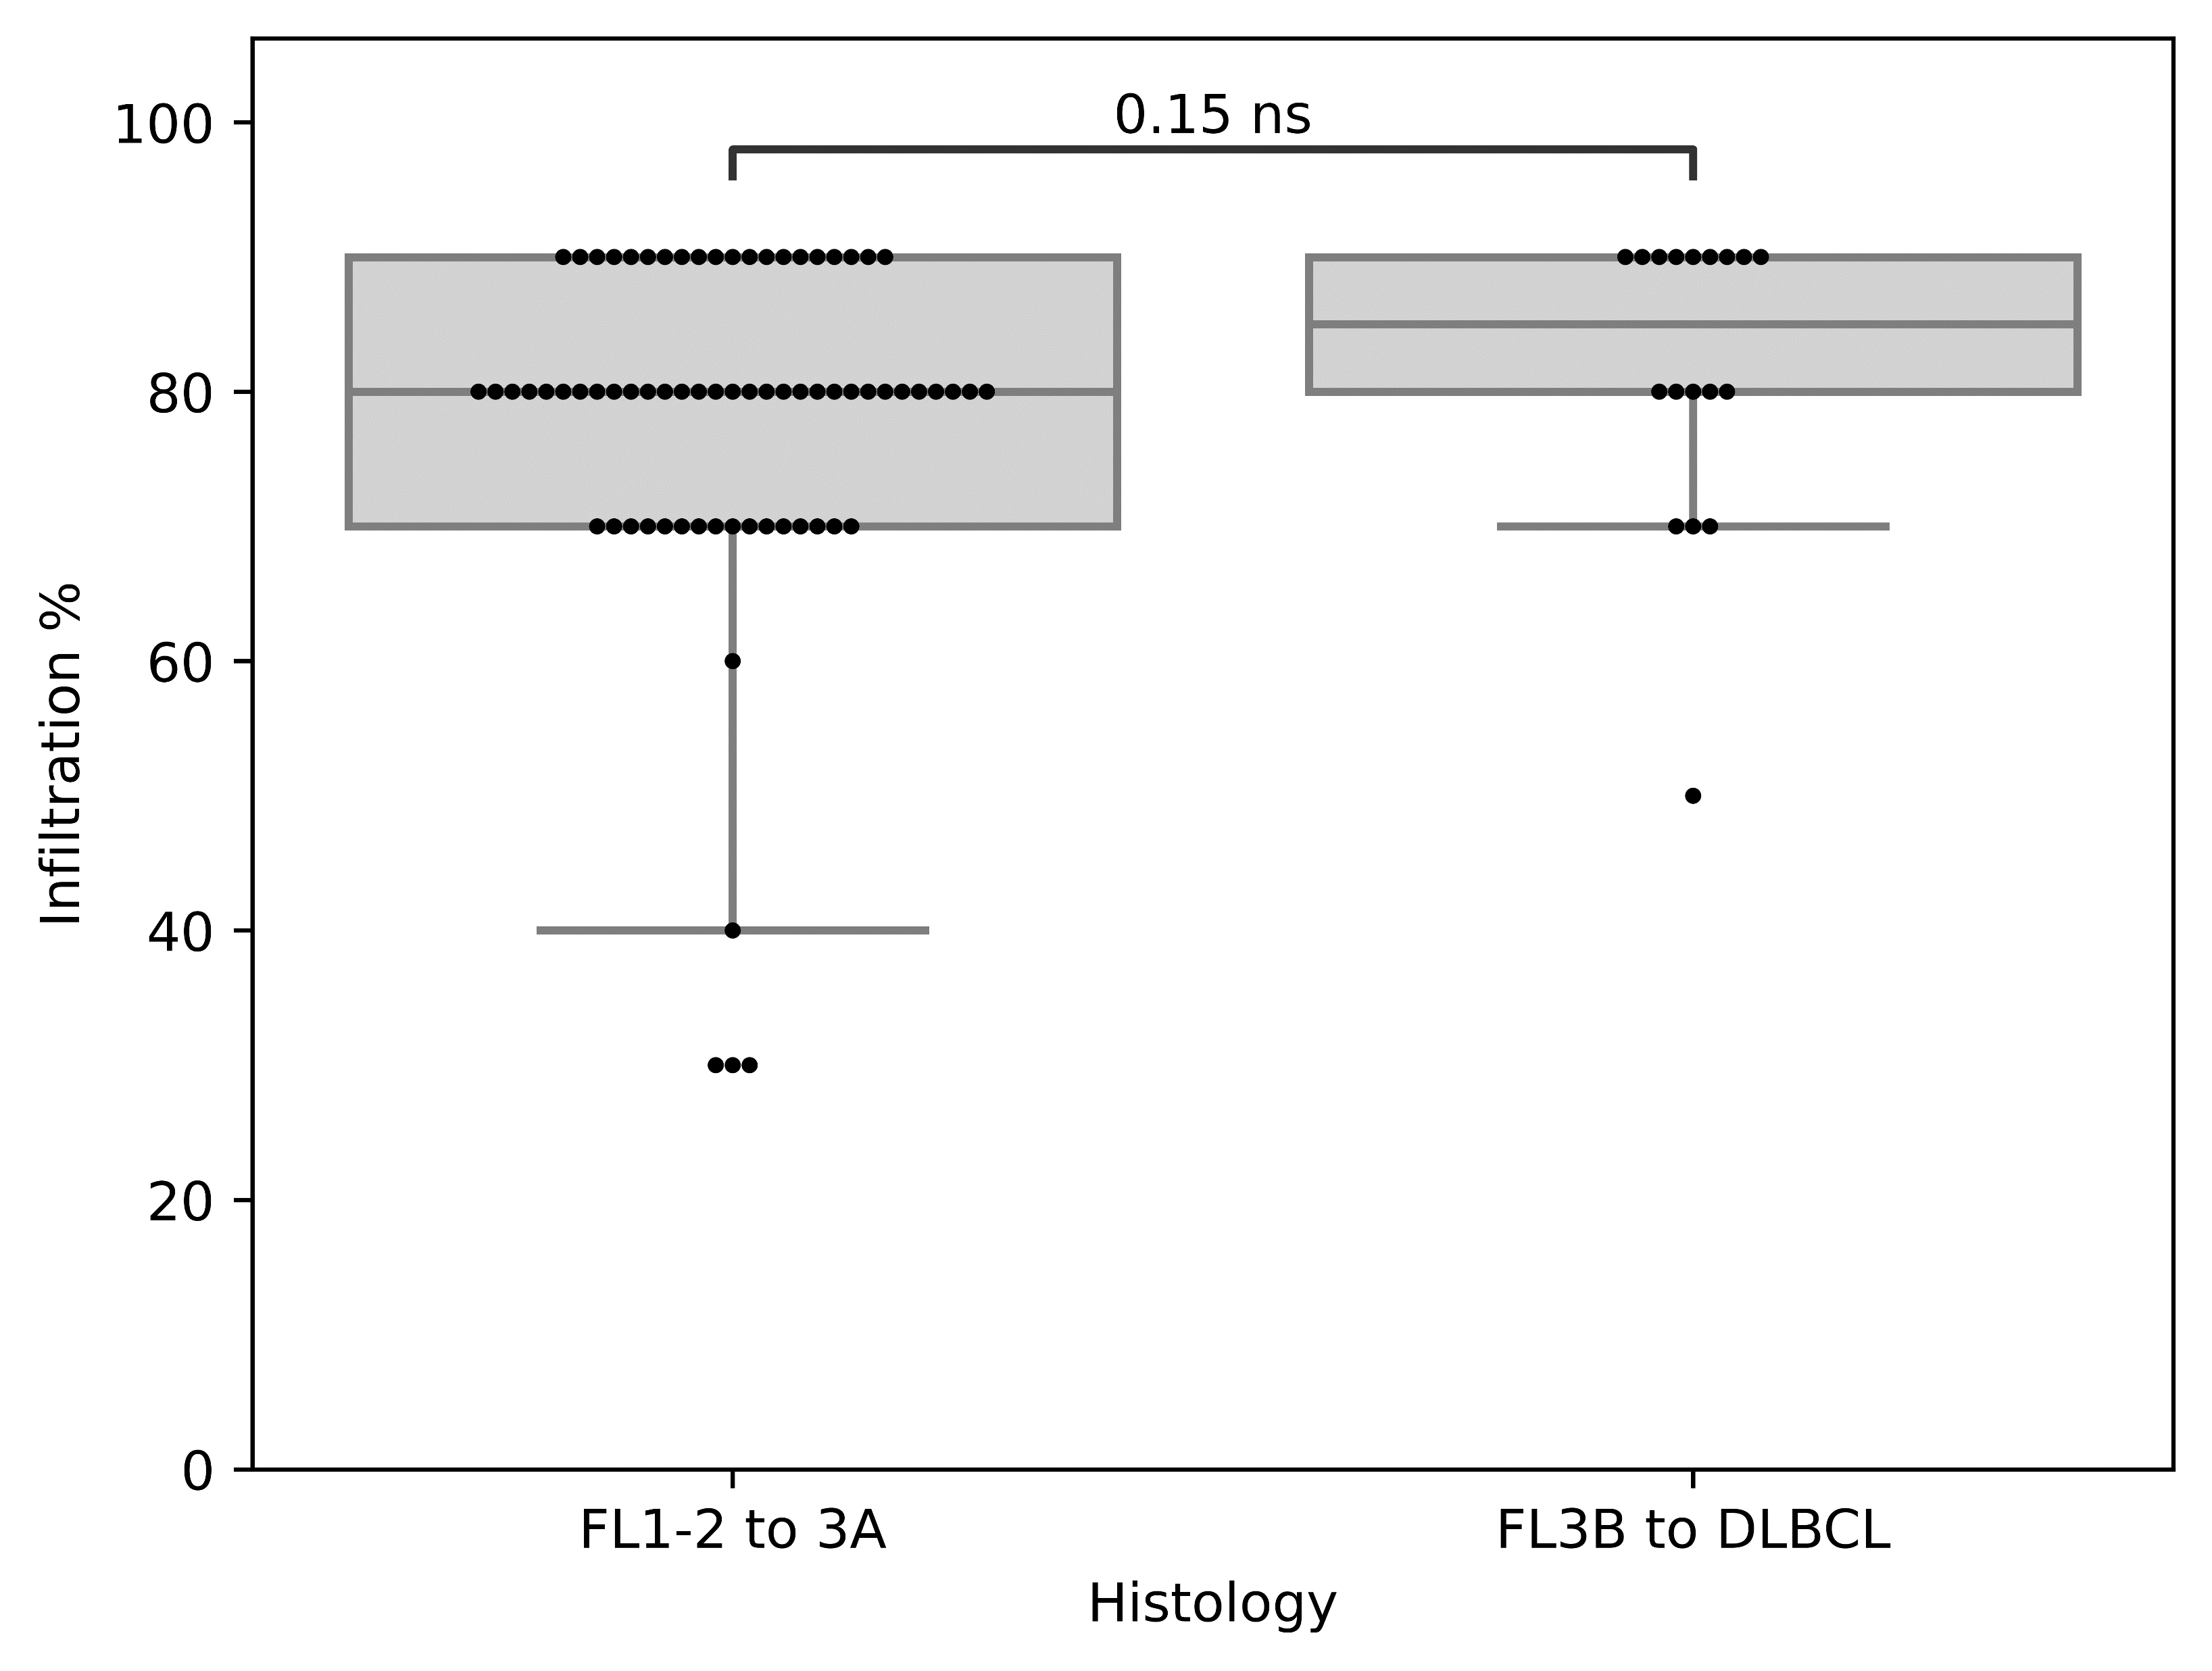 0.15 ns
100
80
60
40
20
0
Infiltration %
FL1-2 to 3A
FL3B to DLBCL
Histology